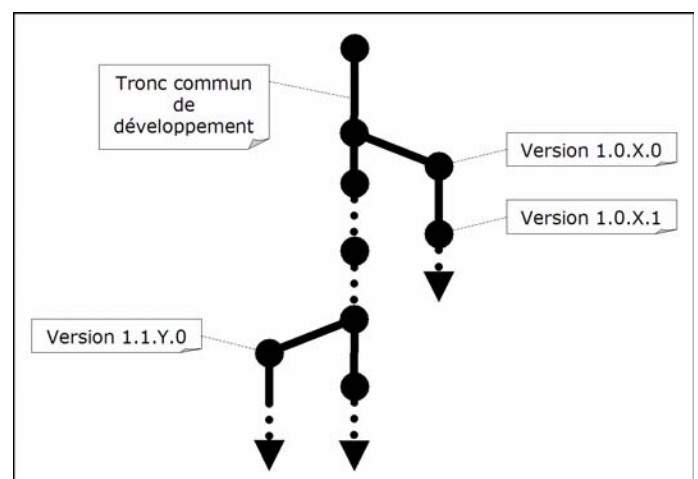 Tronc commun
de
développement
Version 1.0.X.0
Version 1.0.X.1
Version 1.1.Y.0